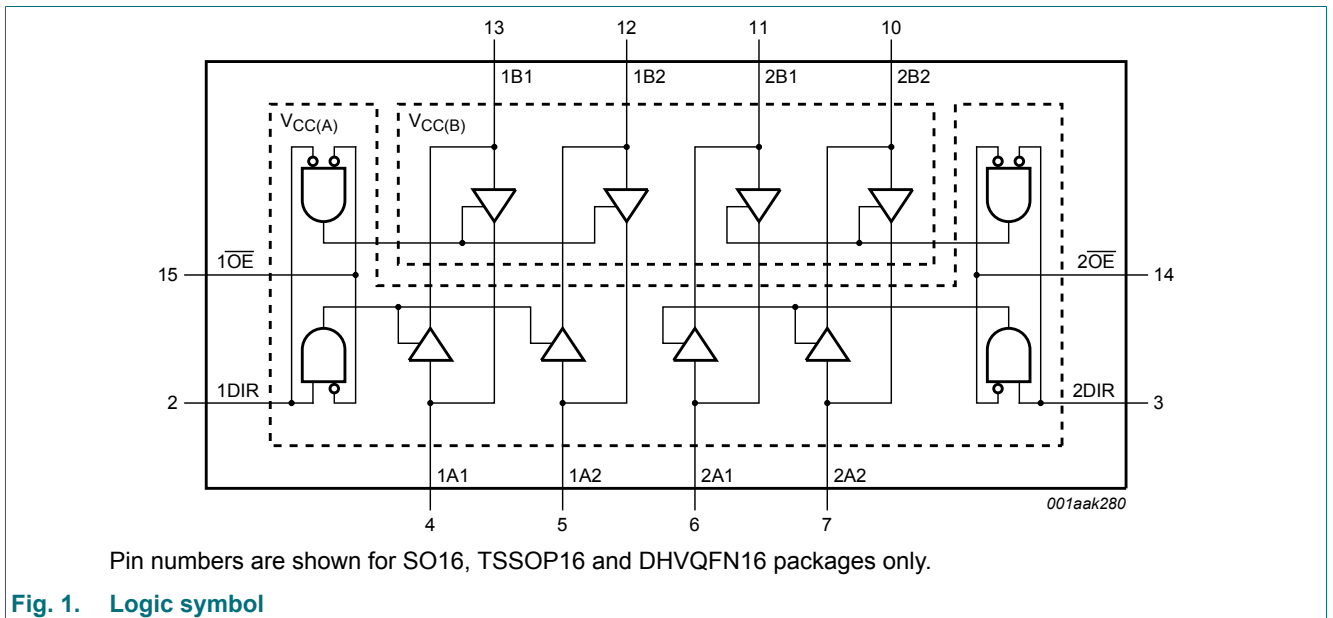 13 12 11 10
1B1 1B2 2B1 2B2
VCC(A) VCC(B)
15 1OE 2OE 14
2 1DIR 2DIR 3
1A1 1A2 2A1 2A2
001aak280
4 5 6 7
Pin numbers are shown for SO16, TSSOP16 and DHVQFN16 packages only.
Fig. 1. Logic symbol